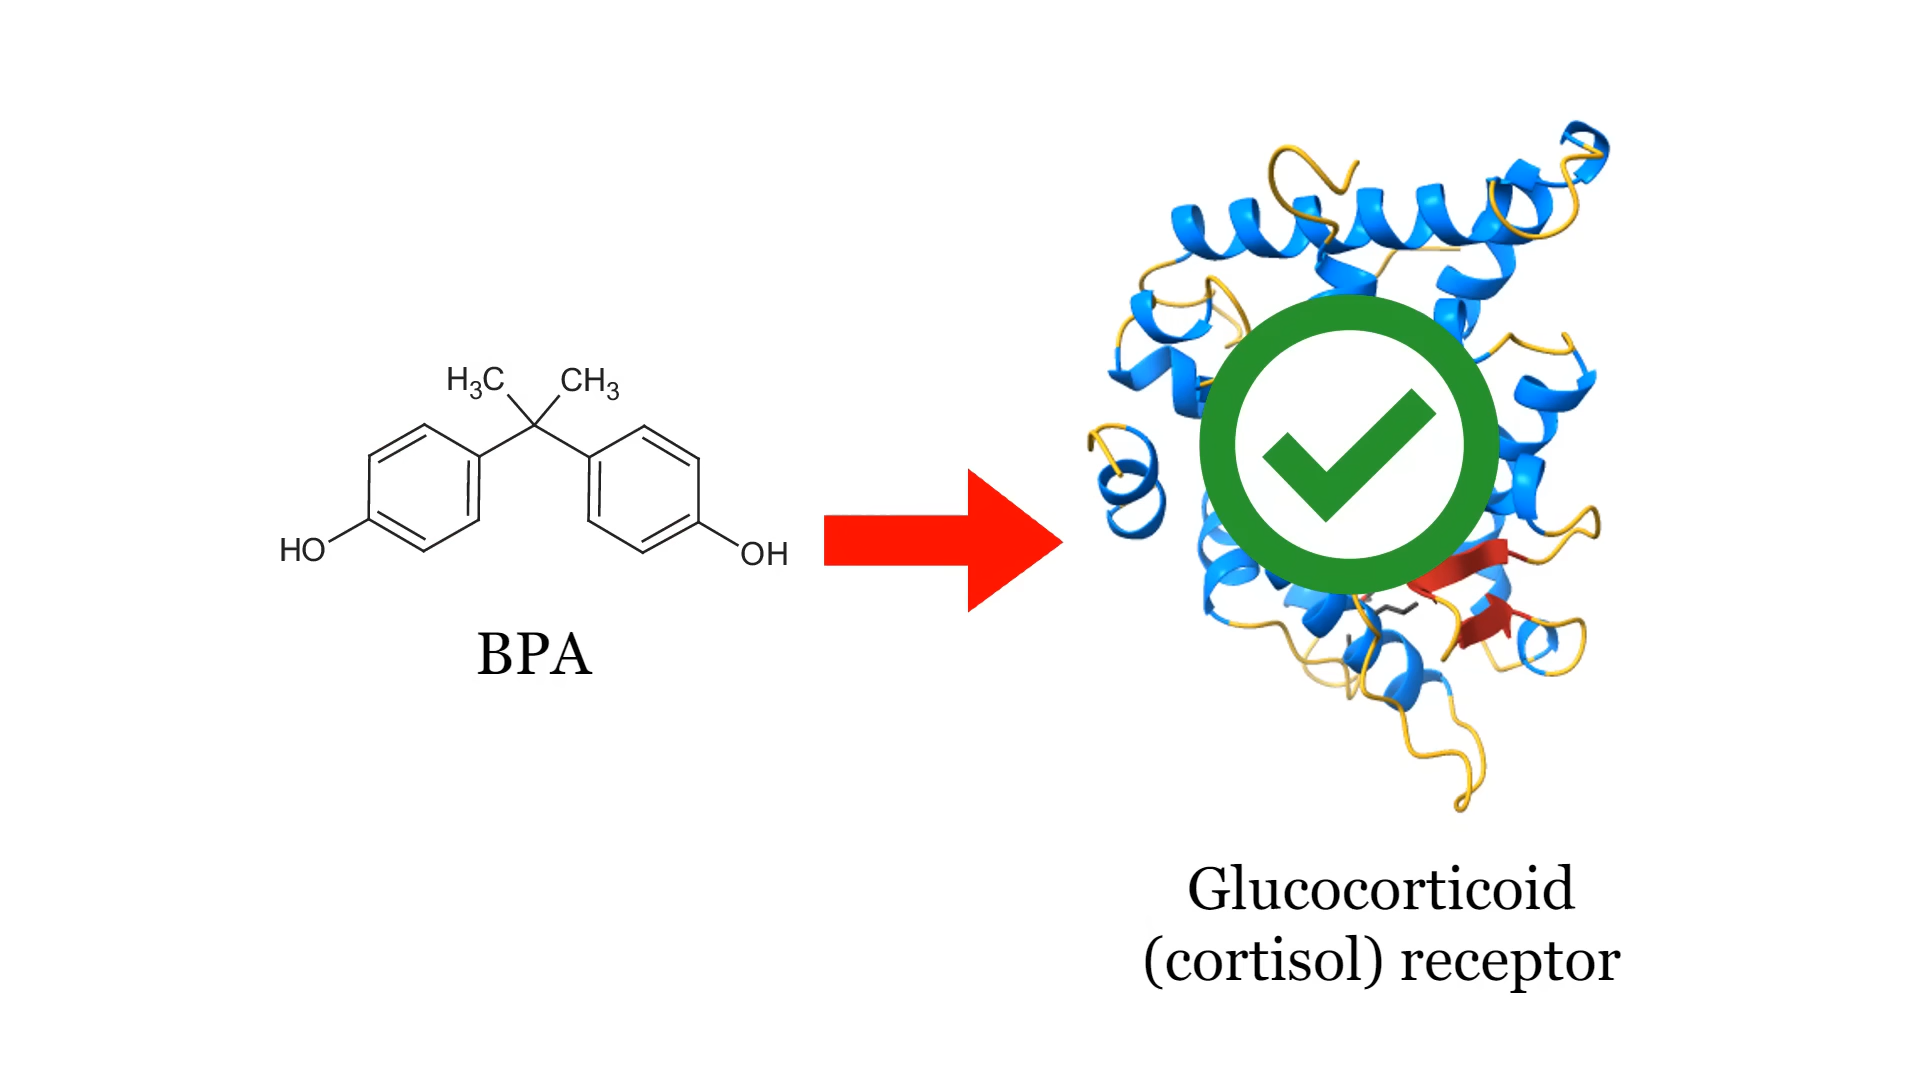 H₃C CH₃
HO OH
BPA
Glucocorticoid
(cortisol) receptor